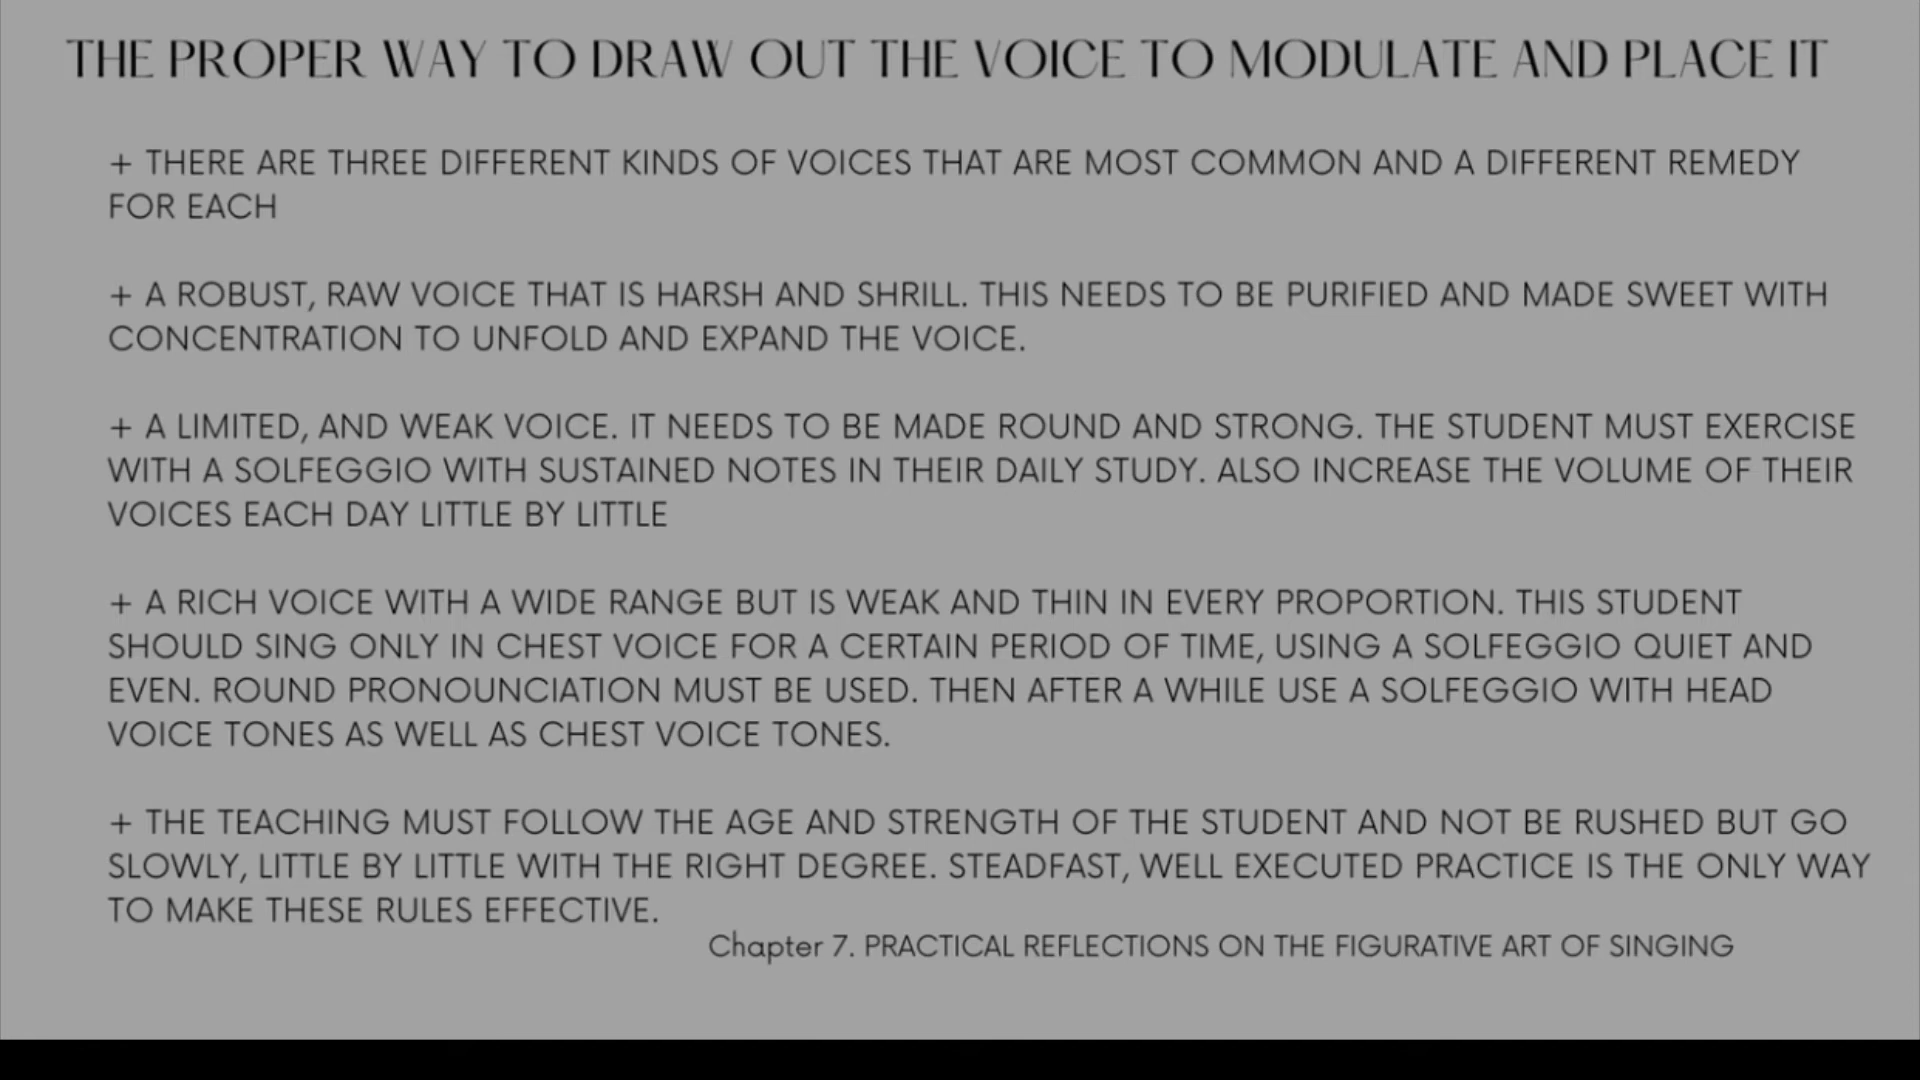 THE PROPER WAY TO DRAW OUT THE VOICE TO MODULATE AND PLACE IT
+ THERE ARE THREE DIFFERENT KINDS OF VOICES THAT ARE MOST COMMON AND A DIFFERENT REMEDY
FOR EACH
+ A ROBUST, RAW VOICE THAT IS HARSH AND SHRILL. THIS NEEDS TO BE PURIFIED AND MADE SWEET WITH
CONCENTRATION TO UNFOLD AND EXPAND THE VOICE.
+ A LIMITED, AND WEAK VOICE. IT NEEDS TO BE MADE ROUND AND STRONG. THE STUDENT MUST EXERCISE
WITH A SOLFEGGIO WITH SUSTAINED NOTES IN THEIR DAILY STUDY. ALSO INCREASE THE VOLUME OF THEIR
VOICES EACH DAY LITTLE BY LITTLE
+ A RICH VOICE WITH A WIDE RANGE BUT IS WEAK AND THIN IN EVERY PROPORTION. THIS STUDENT
SHOULD SING ONLY IN CHEST VOICE FOR A CERTAIN PERIOD OF TIME, USING A SOLFEGGIO QUIET AND
EVEN. ROUND PRONOUNCIATION MUST BE USED. THEN AFTER A WHILE USE A SOLFEGGIO WITH HEAD
VOICE TONES AS WELL AS CHEST VOICE TONES.
+ THE TEACHING MUST FOLLOW THE AGE AND STRENGTH OF THE STUDENT AND NOT BE RUSHED BUT GO
SLOWLY, LITTLE BY LITTLE WITH THE RIGHT DEGREE. STEADFAST, WELL EXECUTED PRACTICE IS THE ONLY WAY
TO MAKE THESE RULES EFFECTIVE.
Chapter 7. PRACTICAL REFLECTIONS ON THE FIGURATIVE ART OF SINGING